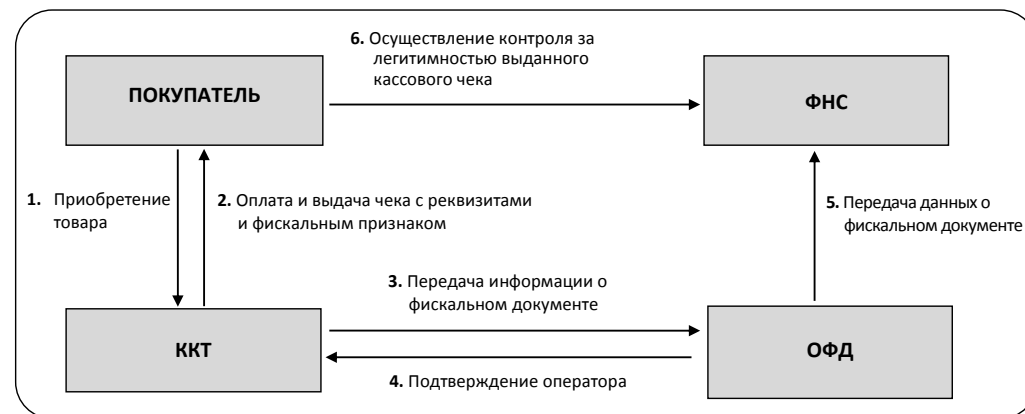 6. Осуществление контроля за
легитимностью выданного
кассового чека
ПОКУПАТЕЛЬ
ФНС
1. Приобретение
товара
2. Оплата и выдача чека с реквизитами
и фискальным признаком
5. Передача данных о
фискальном документе
3. Передача информации о
фискальном документе
ККТ
ОФД
4. Подтверждение оператора